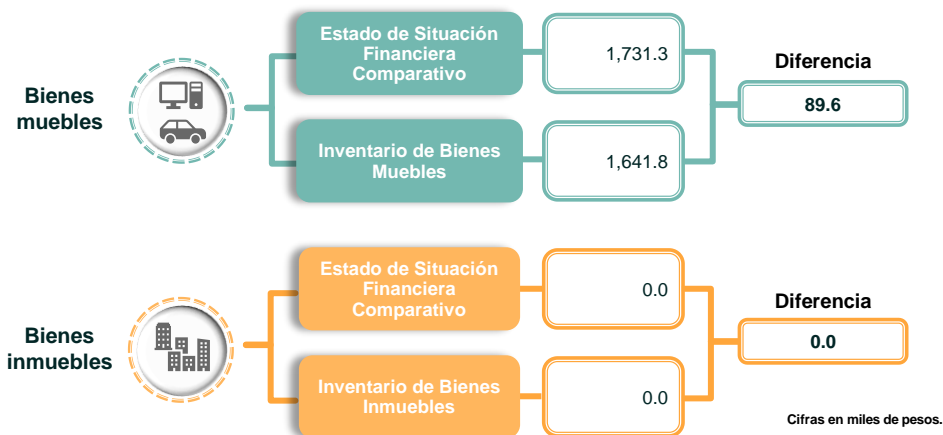 Bienes
muebles
Estado de Situación
Financiera
Comparativo
1,731.3
Inventario de Bienes
Muebles
1,641.8
Diferencia
89.6
Bienes
inmuebles
Estado de Situación
Financiera
Comparativo
0.0
Inventario de Bienes
Inmuebles
0.0
Diferencia
0.0
Cifras en miles de pesos.